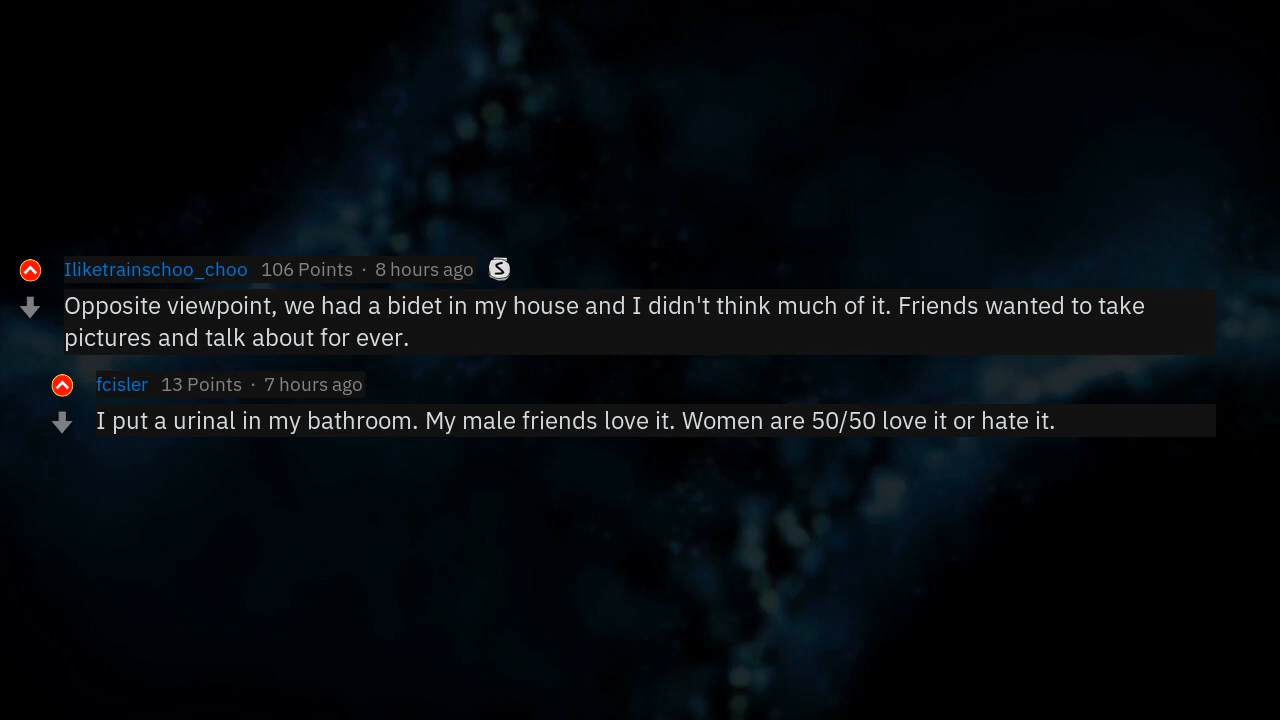 Iliketrainschoo_choo 106 Points · 8 hours ago S
Opposite viewpoint, we had a bidet in my house and I didn't think much of it. Friends wanted to take
pictures and talk about for ever.
fcisler 13 Points · 7 hours ago
I put a urinal in my bathroom. My male friends love it. Women are 50/50 love it or hate it.